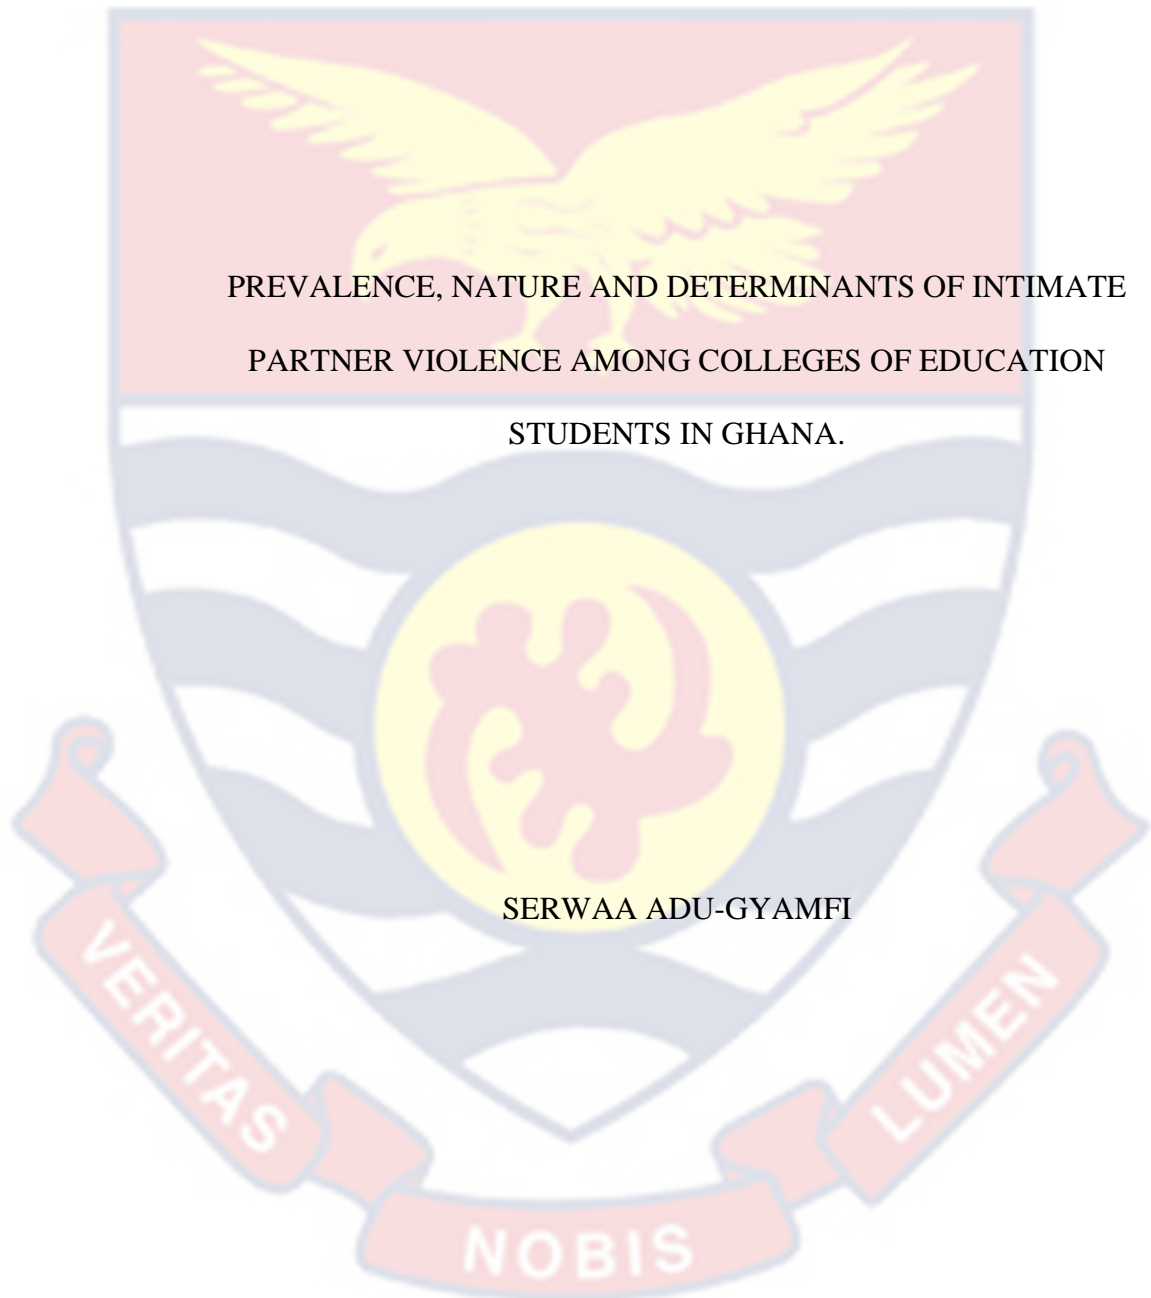 PREVALENCE, NATURE AND DETERMINANTS OF INTIMATE
PARTNER VIOLENCE AMONG COLLEGES OF EDUCATION
STUDENTS IN GHANA.
SERWAA ADU-GYAMFI
VERITAS
NOBIS
LUMEN